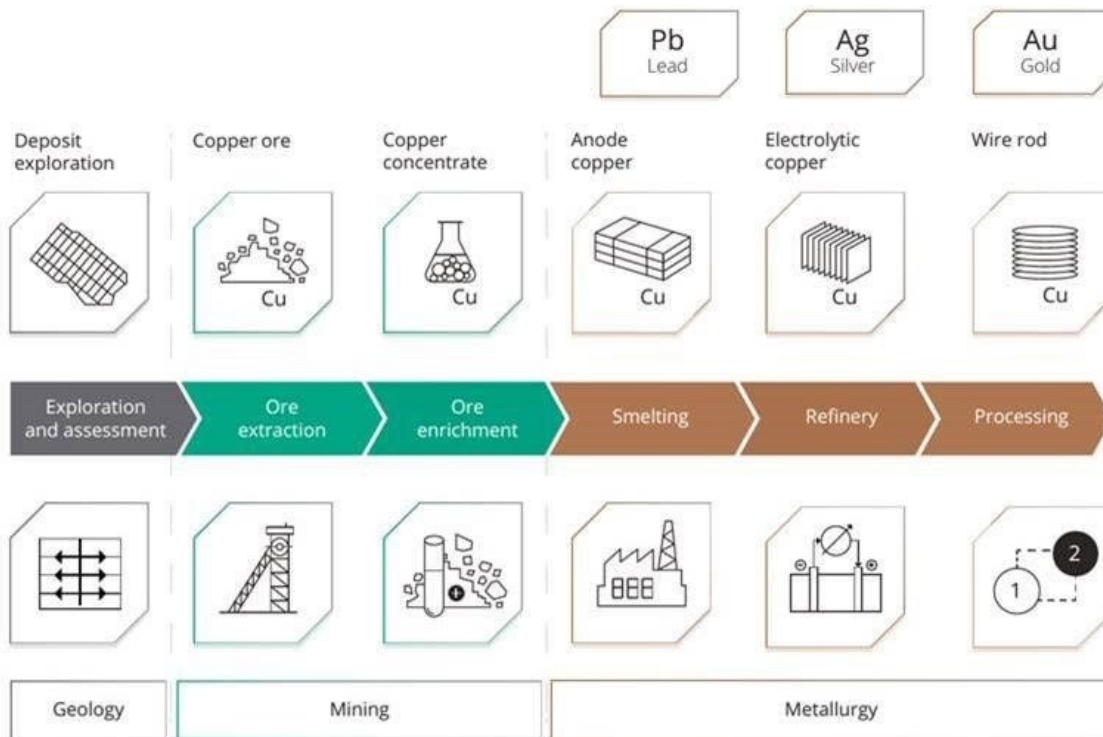 Pb
Lead
Ag
Silver
Au
Gold
Deposit
exploration
Copper ore
Copper
concentrate
Anode
copper
Electrolytic
copper
Wire rod
Cu
Cu
Cu
Cu
Cu
Exploration
and assessment
Ore
extraction
Ore
enrichment
Smelting
Refinery
Processing
1
2
Geology
Mining
Metallurgy